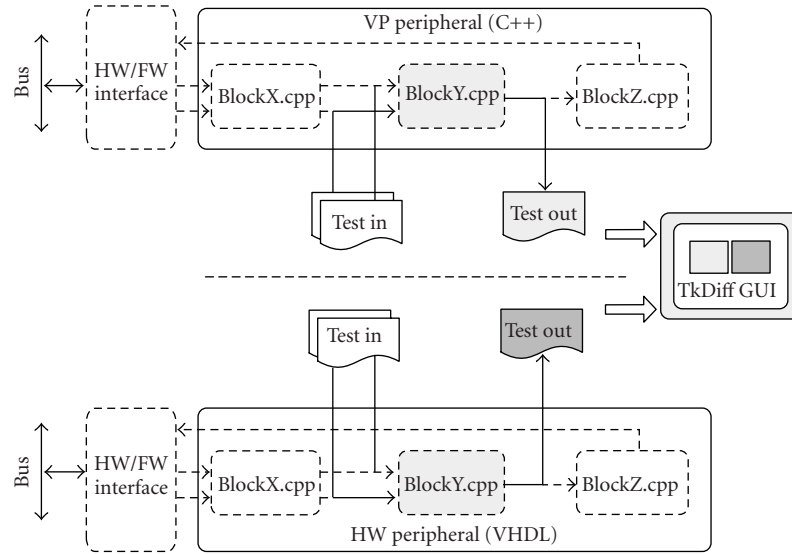 VP peripheral (C++)
Bus
HW/FW
interface
BlockX.cpp
BlockY.cpp
BlockZ.cpp
Test in
Test out
TkDiff GUI
Test in
Test out
Bus
HW/FW
interface
BlockX.cpp
BlockY.cpp
BlockZ.cpp
HW peripheral (VHDL)